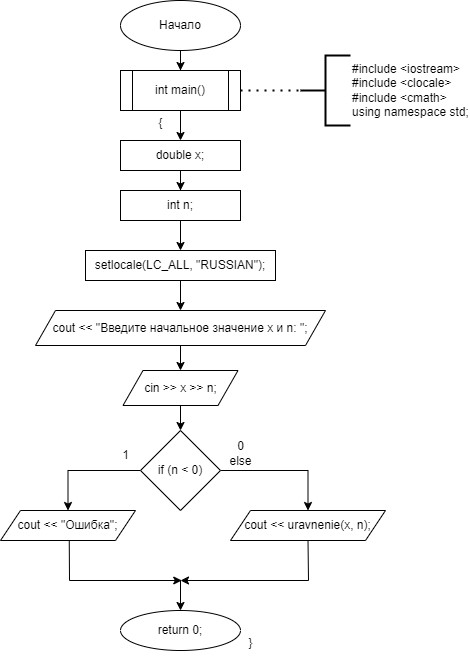 Начало
int main()
#include <iostream>
#include <clocale>
#include <cmath>
using namespace std;
{
double x;
int n;
setlocale(LC_ALL, "RUSSIAN");
cout << "Введите начальное значение x и n: ";
cin >> x >> n;
if (n < 0)
1
0
else
cout << "Ошибка";
cout << uravnenie(x, n);
return 0;
}